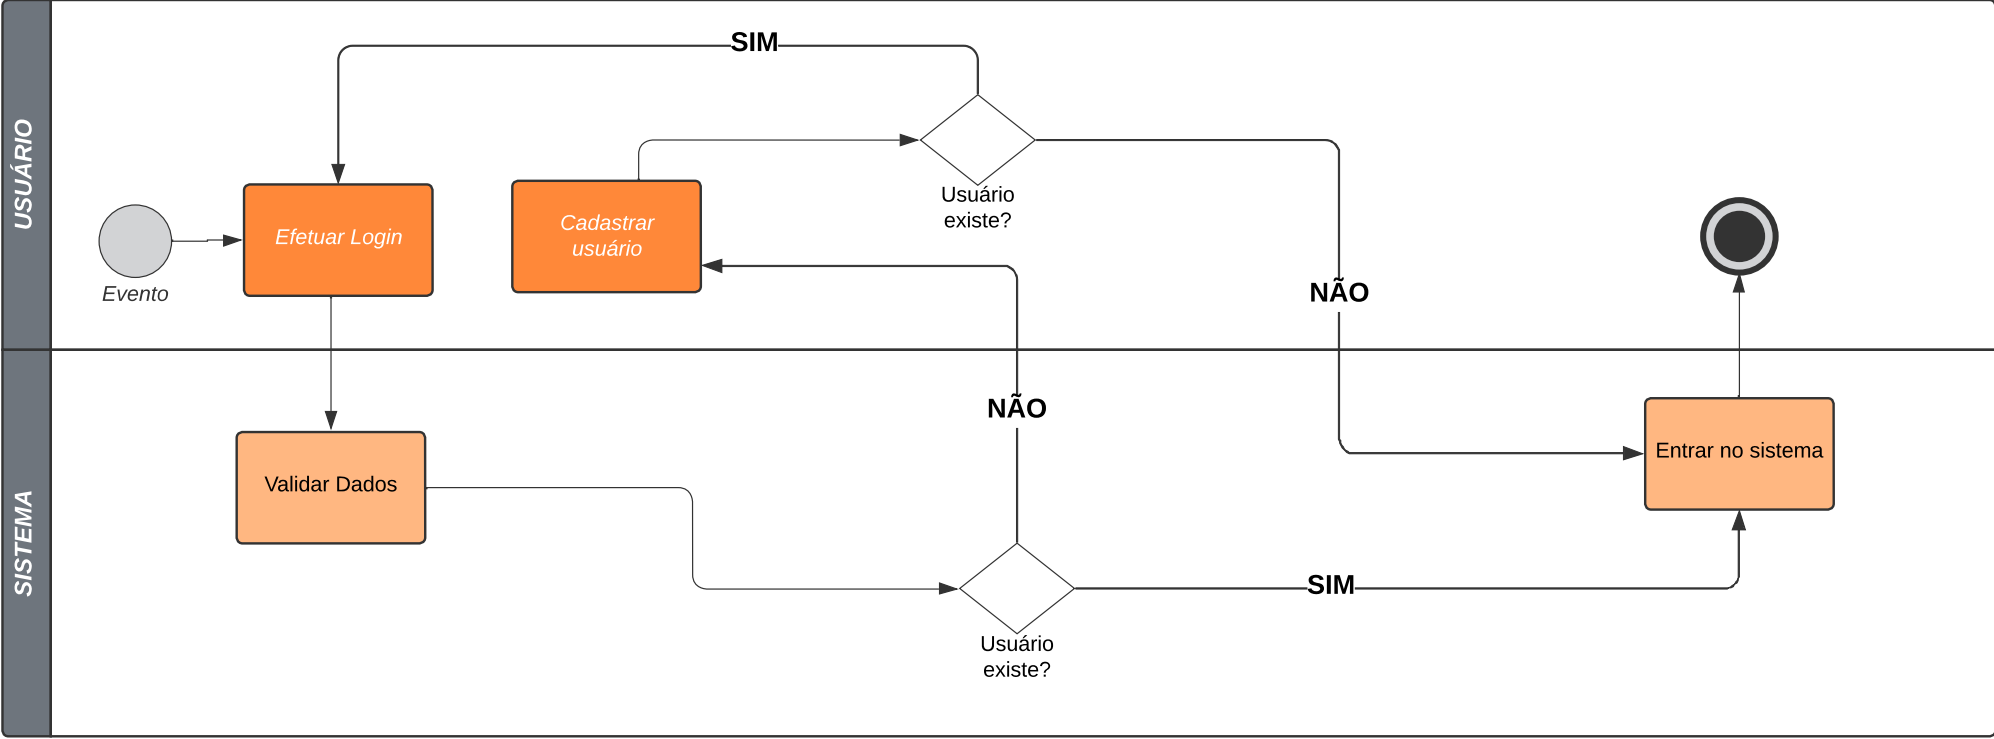 USUÁRIO
SIM
Efetuar Login
Cadastrar
usuário
Usuário
existe?
Evento
NÃO
SISTEMA
NÃO
Validar Dados
Entrar no sistema
SIM
Usuário
existe?